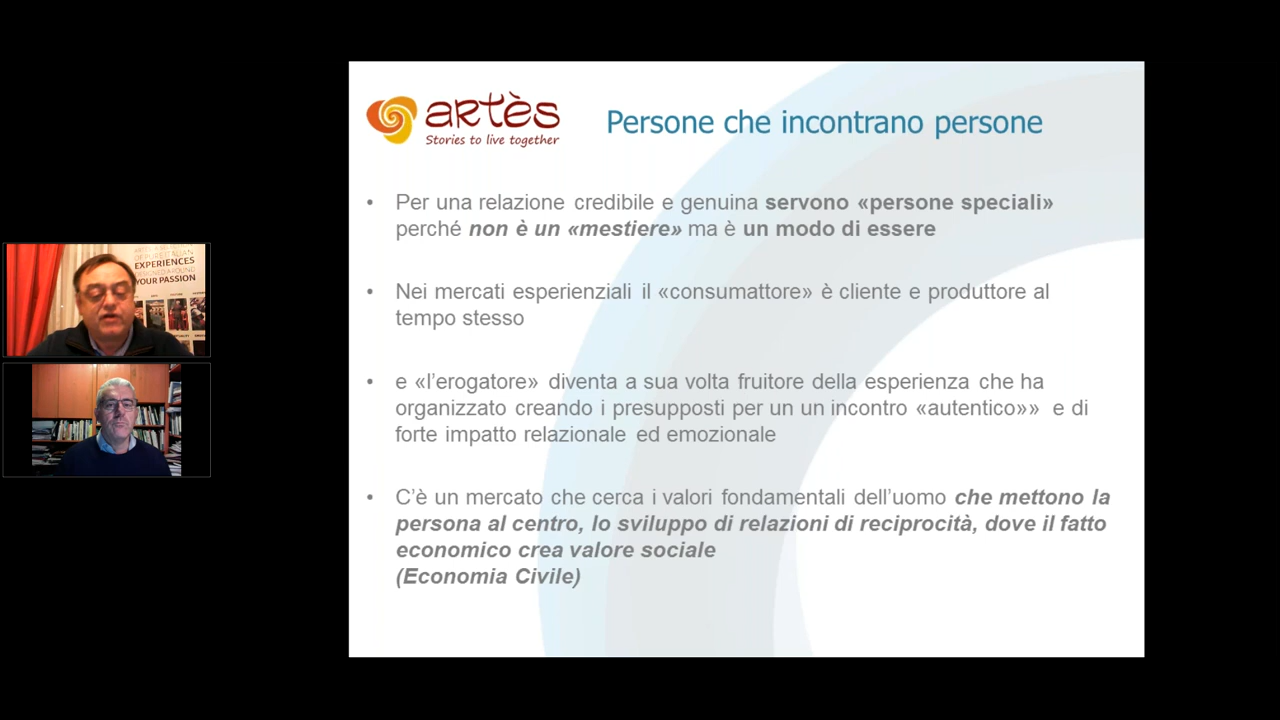 artès
Stories to live together
Persone che incontrano persone
• Per una relazione credibile e genuina servono «persone speciali»
perché non è un «mestiere» ma è un modo di essere
• Nei mercati esperienziali il «consumattore» è cliente e produttore al
tempo stesso
• e «l'erogatore» diventa a sua volta fruitore della esperienza che ha
organizzato creando i presupposti per un un incontro «autentico»» e di
forte impatto relazionale ed emozionale
• C'è un mercato che cerca i valori fondamentali dell'uomo che mettono la
persona al centro, lo sviluppo di relazioni di reciprocità, dove il fatto
economico crea valore sociale
(Economia Civile)
EXPERIENCES
YOUR PASSION